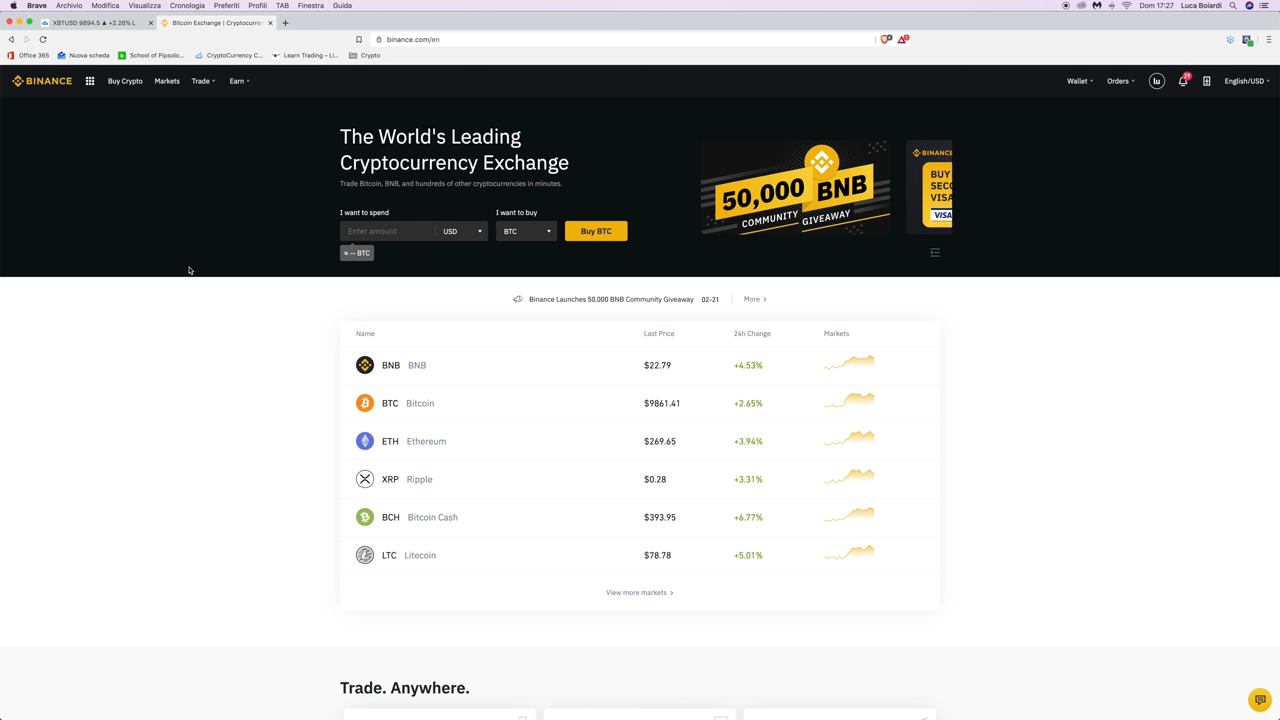 Brave Archivio Modifica Visualizza Cronologia Preferiti Profili TAB Finestra Guida Dom 17:27 Luca Boiardi
XBTUSD 9894.5 ▲ +2.26% L Bitcoin Exchange | Cryptocurre
binance.com/en
Office 365 Nuova scheda School of Pipsolo... CryptoCurrency C... Learn Trading – Li... Crypto
BINANCE Buy Crypto Markets Trade Earn Wallet Orders lu 29 English/USD
The World's Leading
Cryptocurrency Exchange
Trade Bitcoin, BNB, and hundreds of other cryptocurrencies in minutes.
I want to spend I want to buy
Enter amount USD BTC Buy BTC
≈ -- BTC
50,000 BNB
COMMUNITY GIVEAWAY
BINANCE
BUY
SEC
VISA
VISA
Binance Launches 50,000 BNB Community Giveaway 02-21 More
Name Last Price 24h Change Markets
BNB BNB $22.79 +4.53%
BTC Bitcoin $9861.41 +2.65%
ETH Ethereum $269.65 +3.94%
XRP Ripple $0.28 +3.31%
BCH Bitcoin Cash $393.95 +6.77%
LTC Litecoin $78.78 +5.01%
View more markets
Trade. Anywhere.